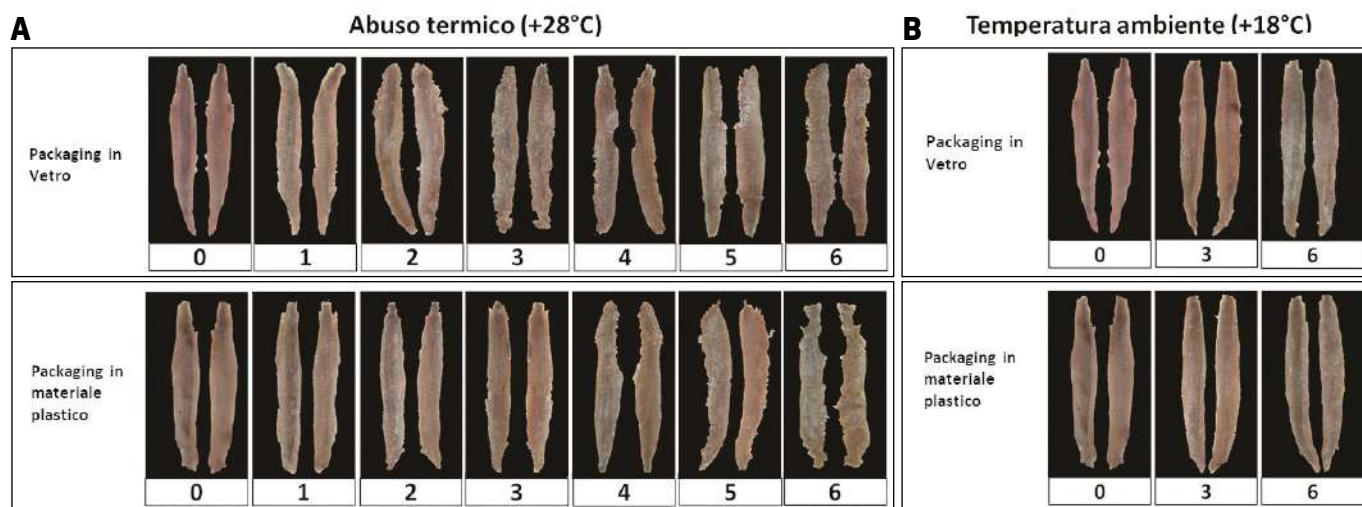 A
Abuso termico (+28°C)
Packaging in
Vetro
0 1 2 3 4 5 6
Packaging in
materiale
plastico
0 1 2 3 4 5 6
B
Temperatura ambiente (+18°C)
Packaging in
Vetro
0 3 6
Packaging in
materiale
plastico
0 3 6